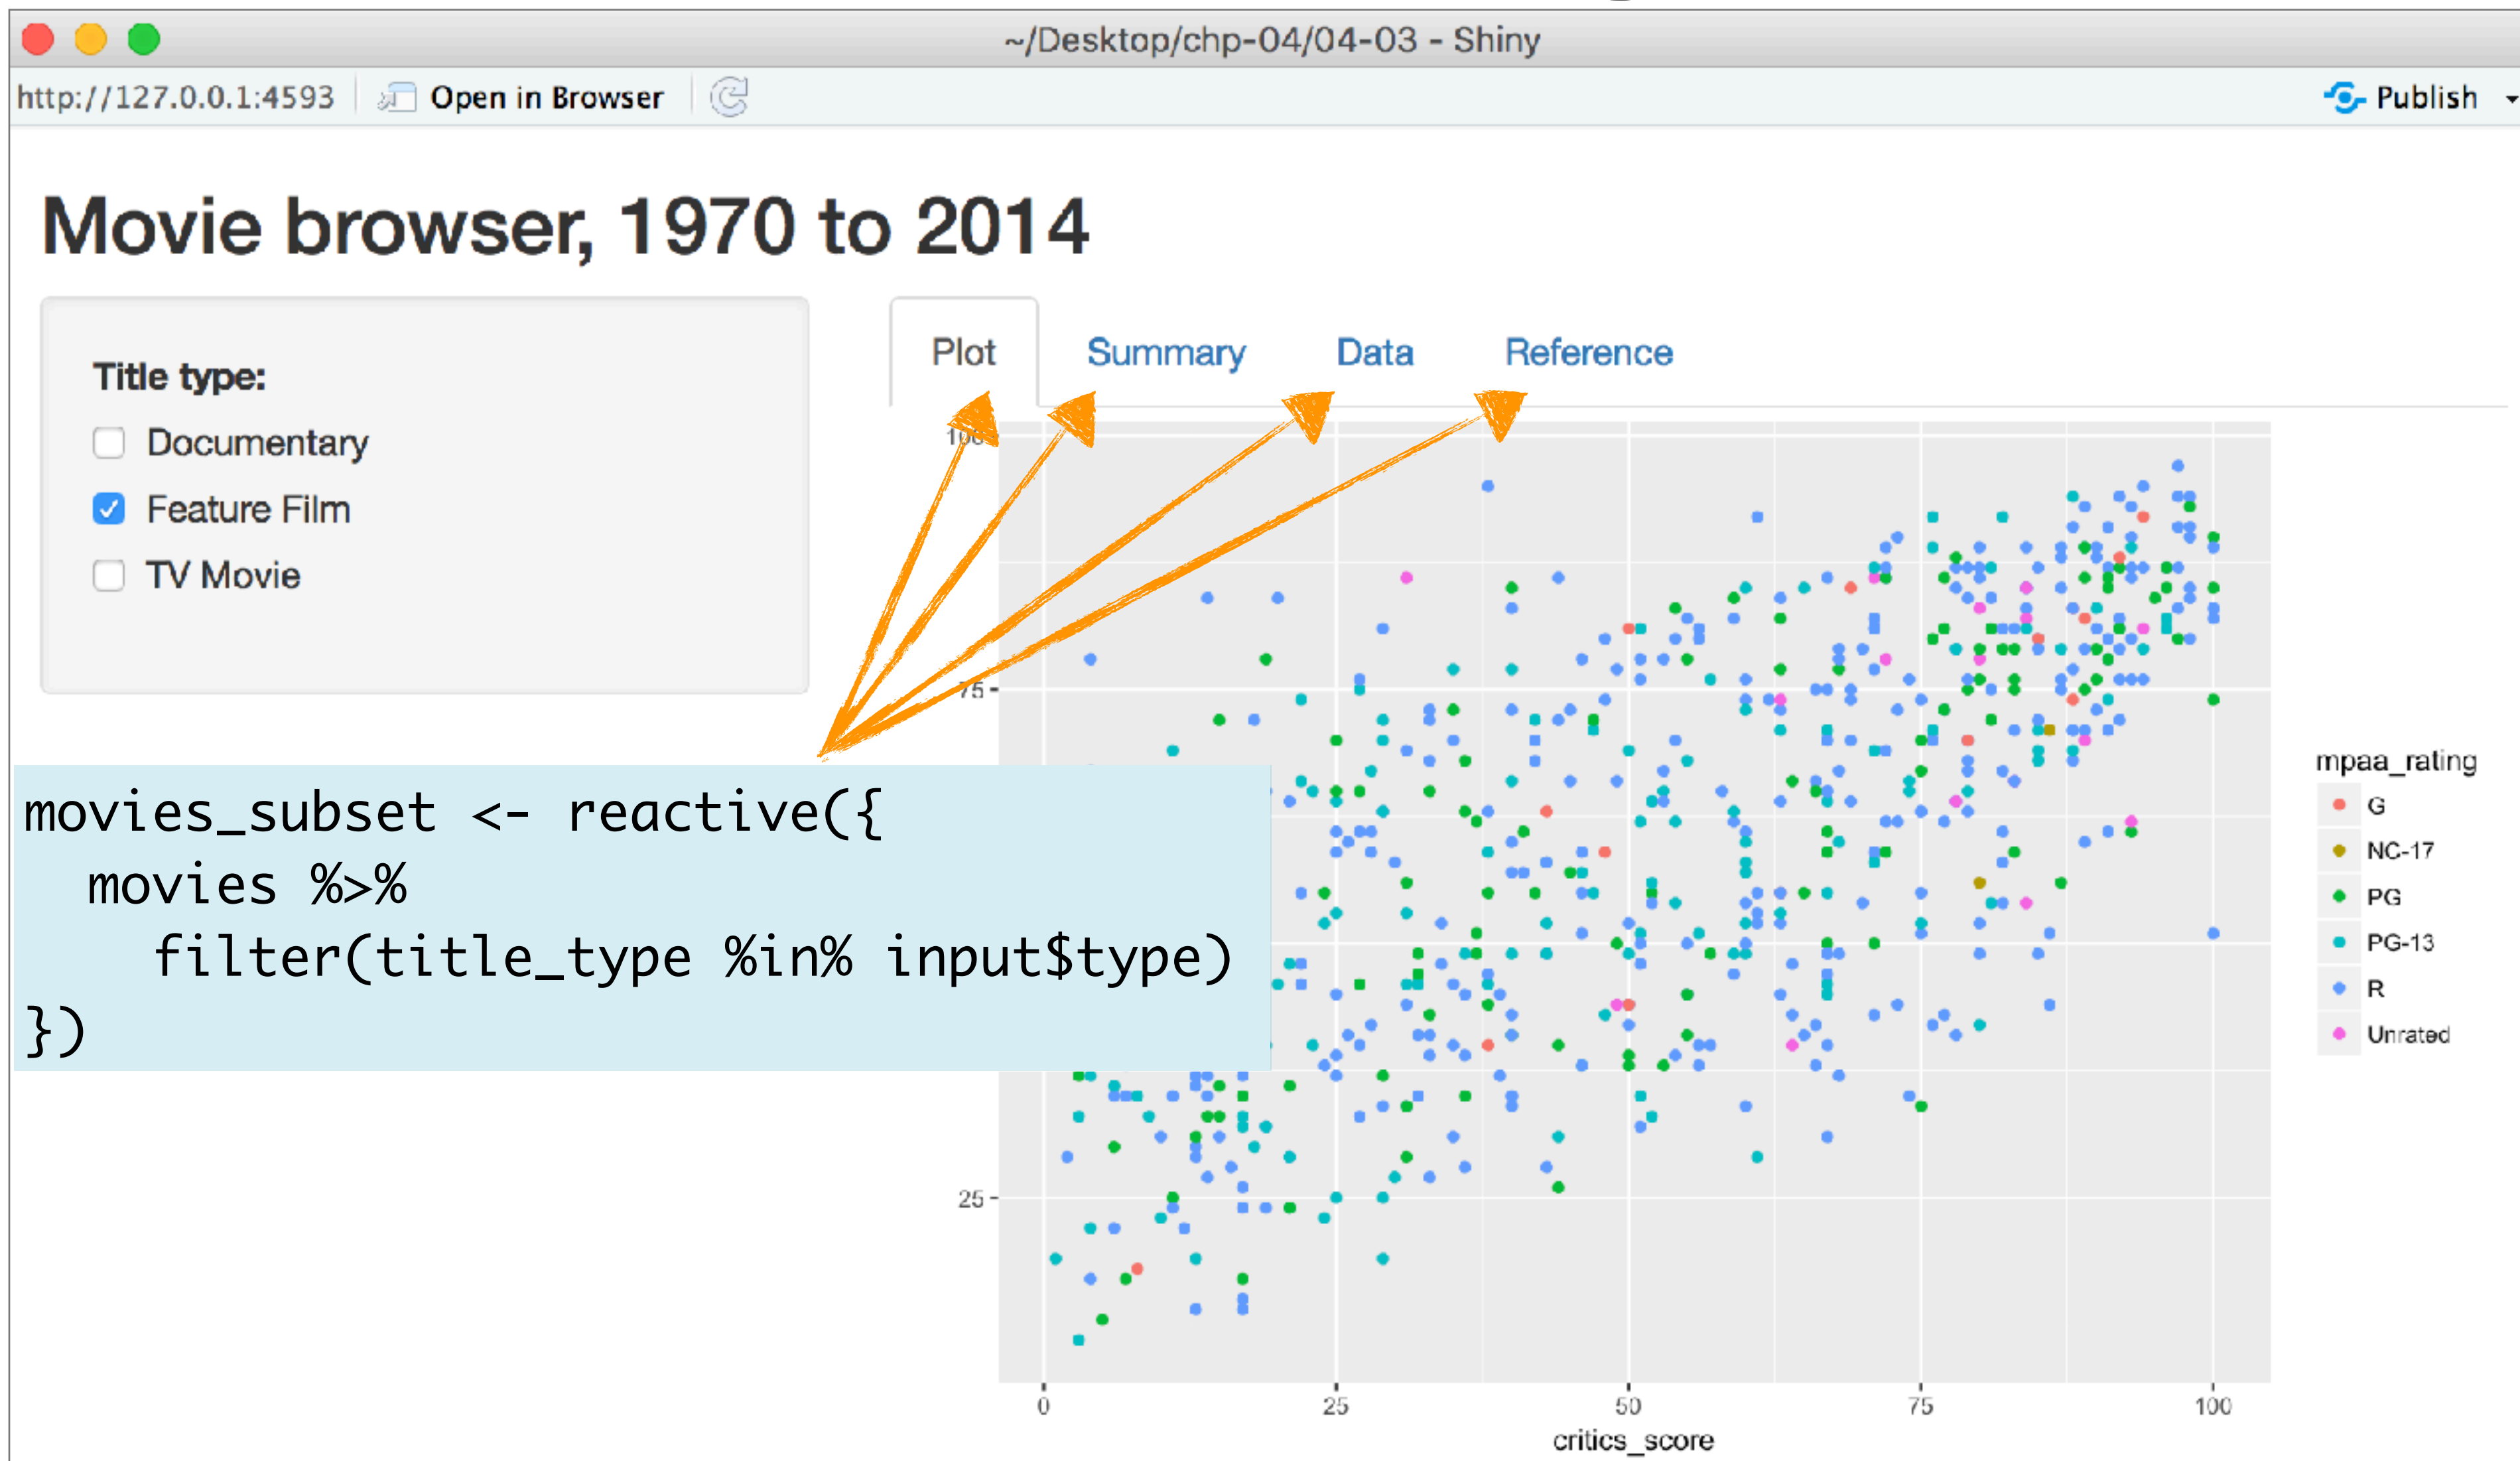 ~/Desktop/chp-04/04-03 - Shiny
http://127.0.0.1:4593 Open in Browser Publish
Movie browser, 1970 to 2014
Title type:
Documentary
Feature Film
TV Movie
Plot Summary Data Reference
movies_subset <- reactive({
  movies %>%
    filter(title_type %in% input$type)
})
100
75
25
0 25 50 75 100
critics_score
mpaa_rating
G
NC-17
PG
PG-13
R
Unrated